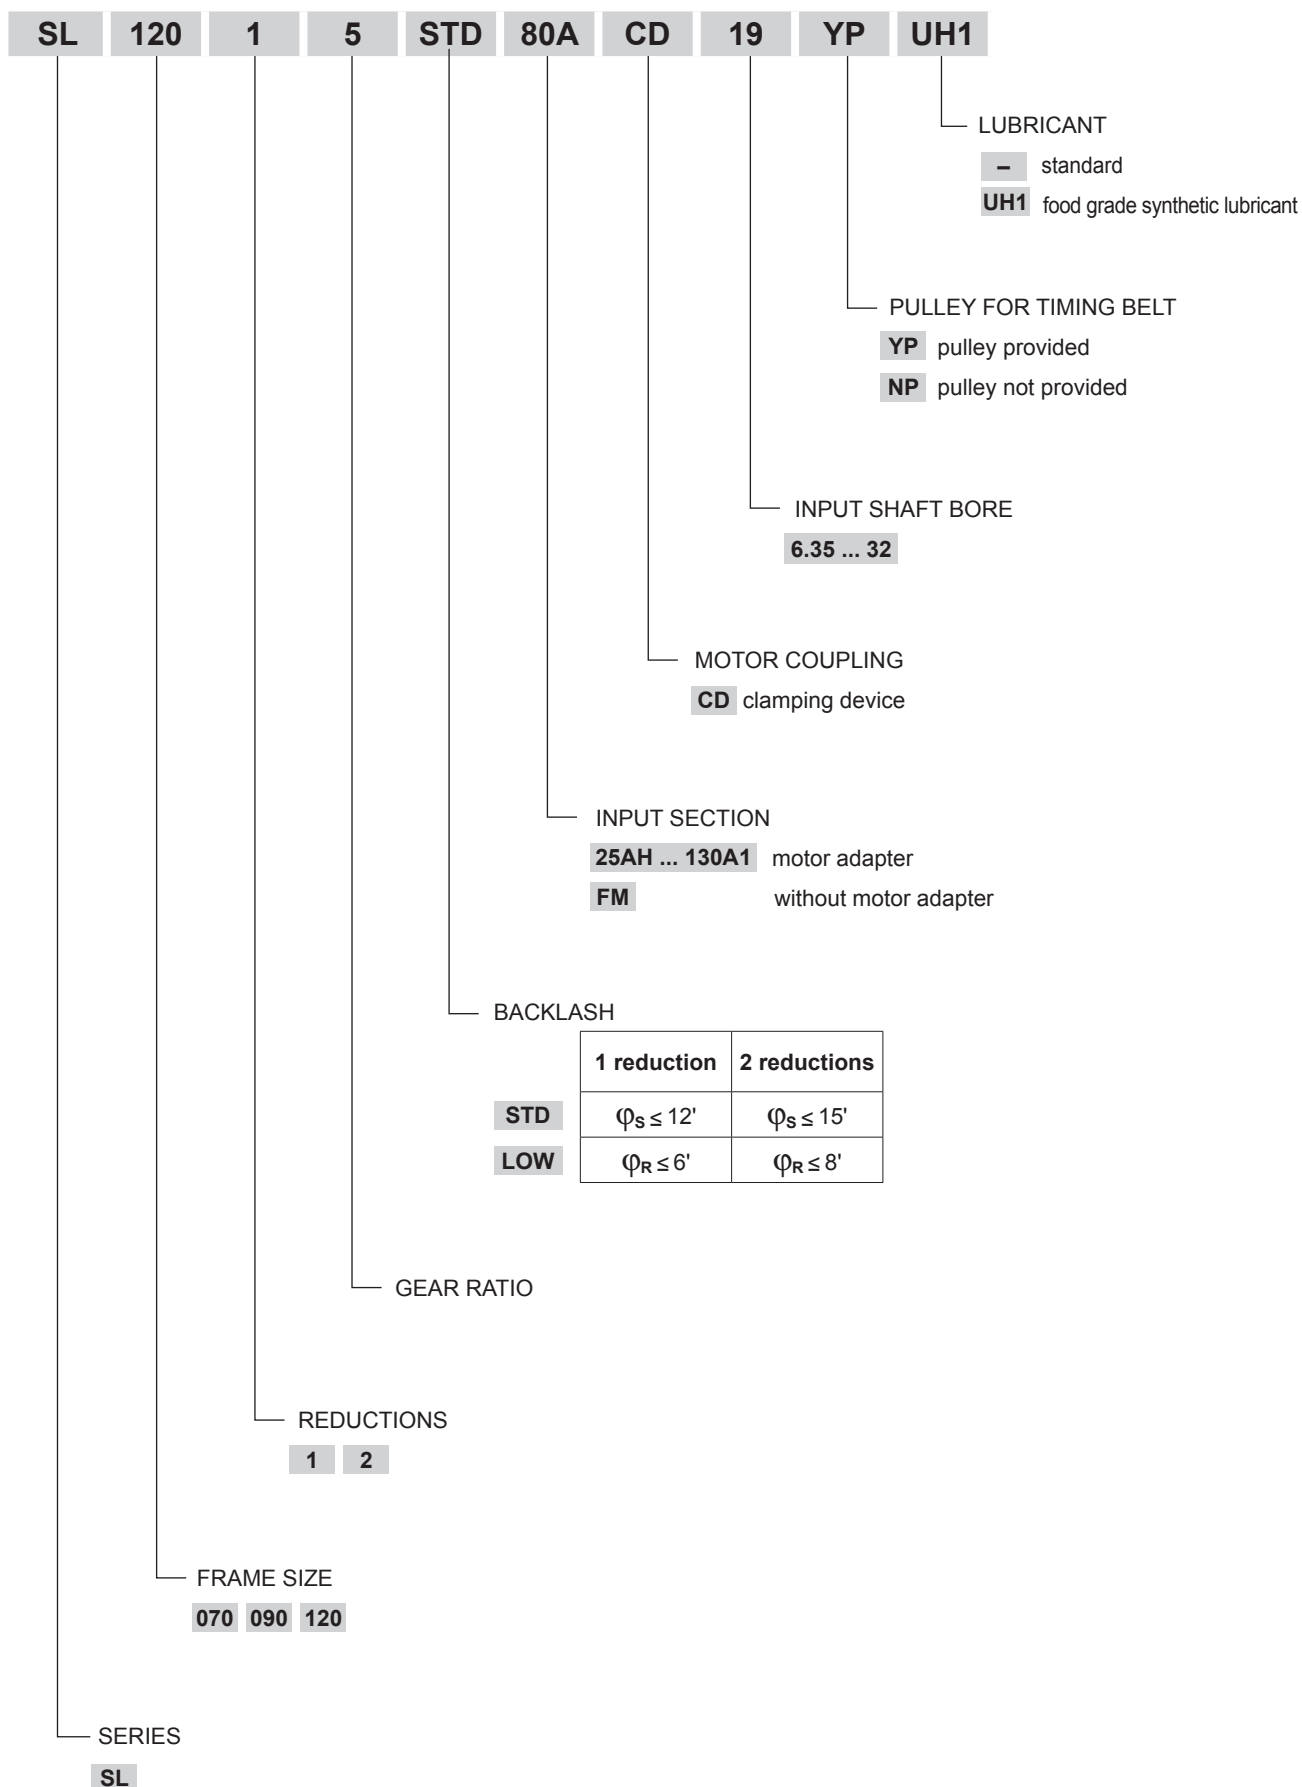 SL 120 1 5 STD 80A CD 19 YP UH1
LUBRICANT
– standard
UH1 food grade synthetic lubricant
PULLEY FOR TIMING BELT
YP pulley provided
NP pulley not provided
INPUT SHAFT BORE
6.35 ... 32
MOTOR COUPLING
CD clamping device
INPUT SECTION
25AH ... 130A1 motor adapter
FM without motor adapter
BACKLASH
1 reduction 2 reductions
STD φS ≤ 12' φS ≤ 15'
LOW φR ≤ 6' φR ≤ 8'
GEAR RATIO
REDUCTIONS
1 2
FRAME SIZE
070 090 120
SERIES
SL